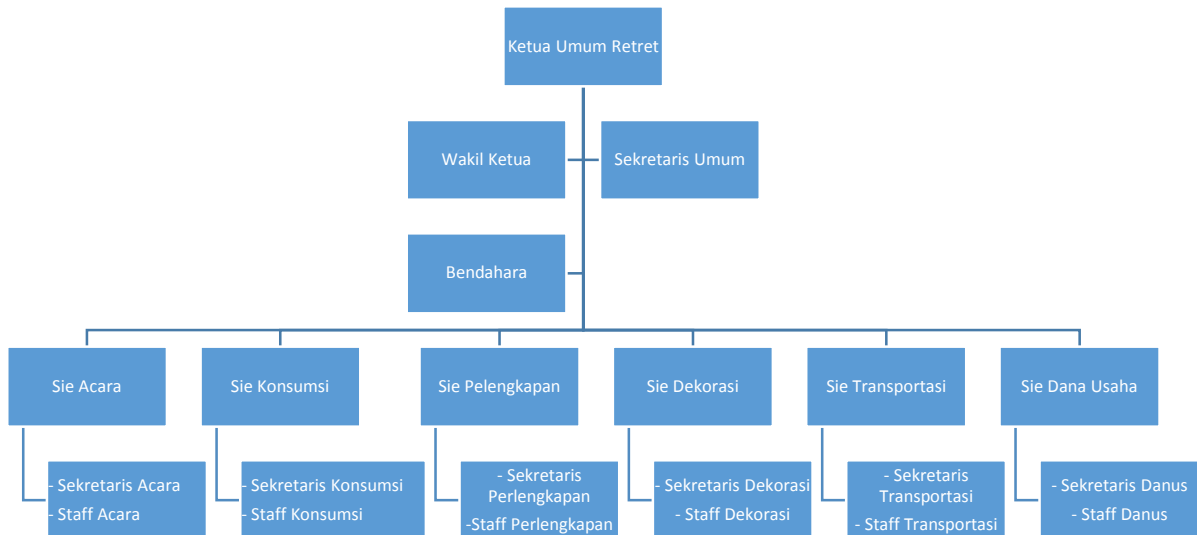 Ketua Umum Retret
Wakil Ketua
Sekretaris Umum
Bendahara
Sie Acara
Sie Konsumsi
Sie Pelengkapan
Sie Dekorasi
Sie Transportasi
Sie Dana Usaha
- Sekretaris Acara
- Staff Acara
- Sekretaris Konsumsi
- Staff Konsumsi
- Sekretaris
Perlengkapan
-Staff Perlengkapan
- Sekretaris Dekorasi
- Staff Dekorasi
- Sekretaris
Transportasi
- Staff Transportasi
- Sekretaris Danus
- Staff Danus